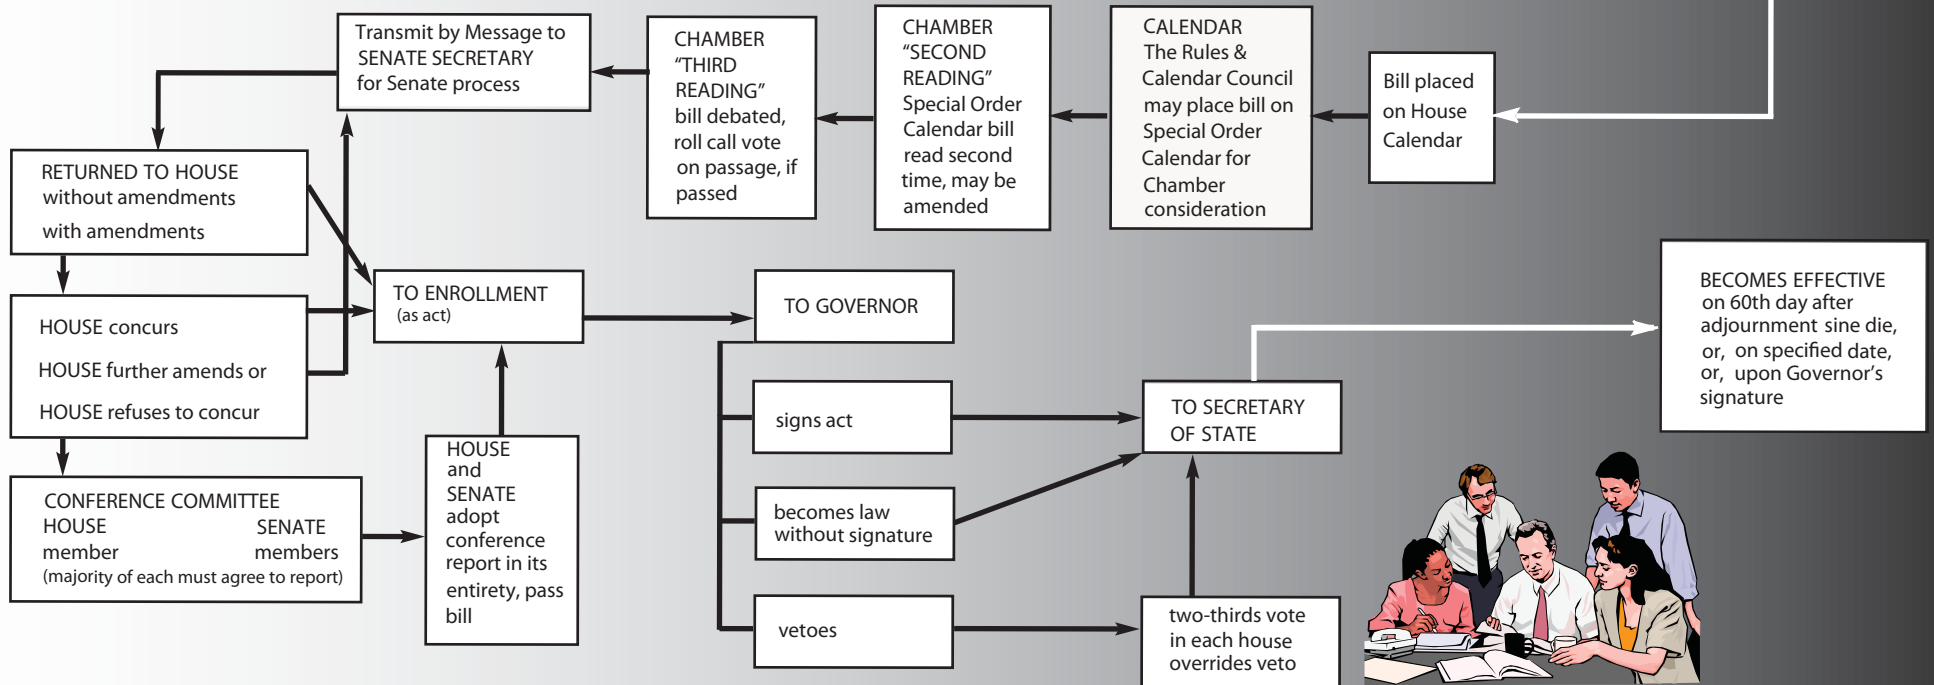 Transmit by Message to
SENATE SECRETARY
for Senate process
CHAMBER
“THIRD
READING”
bill debated,
roll call vote
on passage, if
passed
CHAMBER
“SECOND
READING”
Special Order
Calendar bill
read second
time, may be
amended
CALENDAR
The Rules &
Calendar Council
may place bill on
Special Order
Calendar for
Chamber
consideration
Bill placed
on House
Calendar
RETURNED TO HOUSE
without amendments
with amendments
HOUSE concurs
HOUSE further amends or
HOUSE refuses to concur
CONFERENCE COMMITTEE
HOUSE SENATE
member members
(majority of each must agree to report)
TO ENROLLMENT
(as act)
HOUSE
and
SENATE
adopt
conference
report in its
entirety, pass
bill
TO GOVERNOR
signs act
becomes law
without signature
vetoes
TO SECRETARY
OF STATE
two-thirds vote
in each house
overrides veto
BECOMES EFFECTIVE
on 60th day after
adjournment sine die,
or, on specified date,
or, upon Governor’s
signature